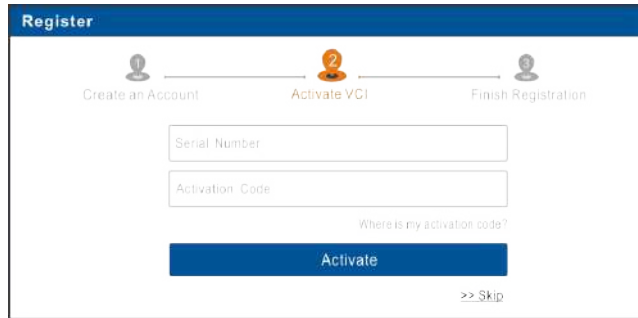 Register
1 2 3
Create an Account Activate VCI Finish Registration
Serial Number
Activation Code
Where is my activation code?
Activate
>> Skip